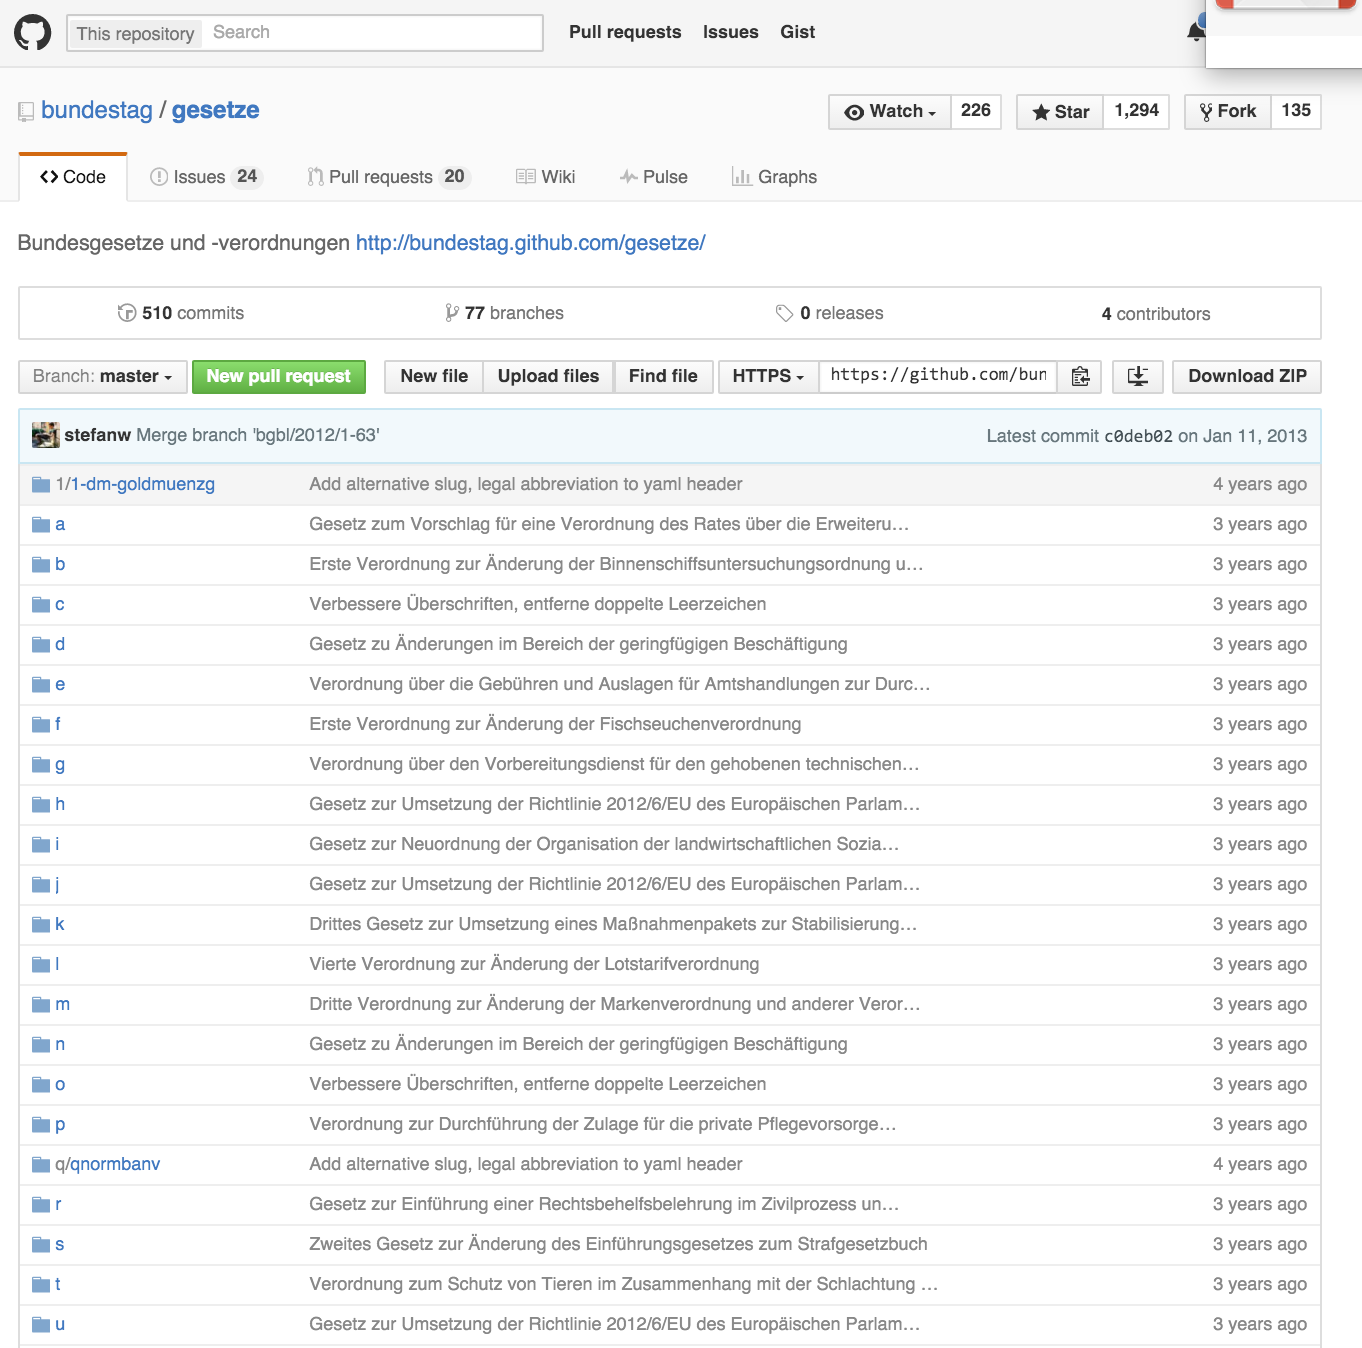 This repository Search Pull requests Issues Gist
bundestag / gesetze Watch 226 Star 1,294 Fork 135
Code Issues 24 Pull requests 20 Wiki Pulse Graphs
Bundesgesetze und -verordnungen http://bundestag.github.com/gesetze/
510 commits 77 branches 0 releases 4 contributors
Branch: master New pull request New file Upload files Find file HTTPS https://github.com/bun Download ZIP
stefanw Merge branch 'bgbl/2012/1-63' Latest commit c0deb02 on Jan 11, 2013
1/1-dm-goldmuenzg Add alternative slug, legal abbreviation to yaml header 4 years ago
a Gesetz zum Vorschlag für eine Verordnung des Rates über die Erweiteru… 3 years ago
b Erste Verordnung zur Änderung der Binnenschiffsuntersuchungsordnung u… 3 years ago
c Verbessere Überschriften, entferne doppelte Leerzeichen 3 years ago
d Gesetz zu Änderungen im Bereich der geringfügigen Beschäftigung 3 years ago
e Verordnung über die Gebühren und Auslagen für Amtshandlungen zur Durc… 3 years ago
f Erste Verordnung zur Änderung der Fischseuchenverordnung 3 years ago
g Verordnung über den Vorbereitungsdienst für den gehobenen technischen… 3 years ago
h Gesetz zur Umsetzung der Richtlinie 2012/6/EU des Europäischen Parlam… 3 years ago
i Gesetz zur Neuordnung der Organisation der landwirtschaftlichen Sozia… 3 years ago
j Gesetz zur Umsetzung der Richtlinie 2012/6/EU des Europäischen Parlam… 3 years ago
k Drittes Gesetz zur Umsetzung eines Maßnahmenpakets zur Stabilisierung… 3 years ago
l Vierte Verordnung zur Änderung der Lotstarifverordnung 3 years ago
m Dritte Verordnung zur Änderung der Markenverordnung und anderer Veror… 3 years ago
n Gesetz zu Änderungen im Bereich der geringfügigen Beschäftigung 3 years ago
o Verbessere Überschriften, entferne doppelte Leerzeichen 3 years ago
p Verordnung zur Durchführung der Zulage für die private Pflegevorsorge… 3 years ago
q/qnormbanv Add alternative slug, legal abbreviation to yaml header 4 years ago
r Gesetz zur Einführung einer Rechtsbehelfsbelehrung im Zivilprozess un… 3 years ago
s Zweites Gesetz zur Änderung des Einführungsgesetzes zum Strafgesetzbuch 3 years ago
t Verordnung zum Schutz von Tieren im Zusammenhang mit der Schlachtung … 3 years ago
u Gesetz zur Umsetzung der Richtlinie 2012/6/EU des Europäischen Parlam… 3 years ago